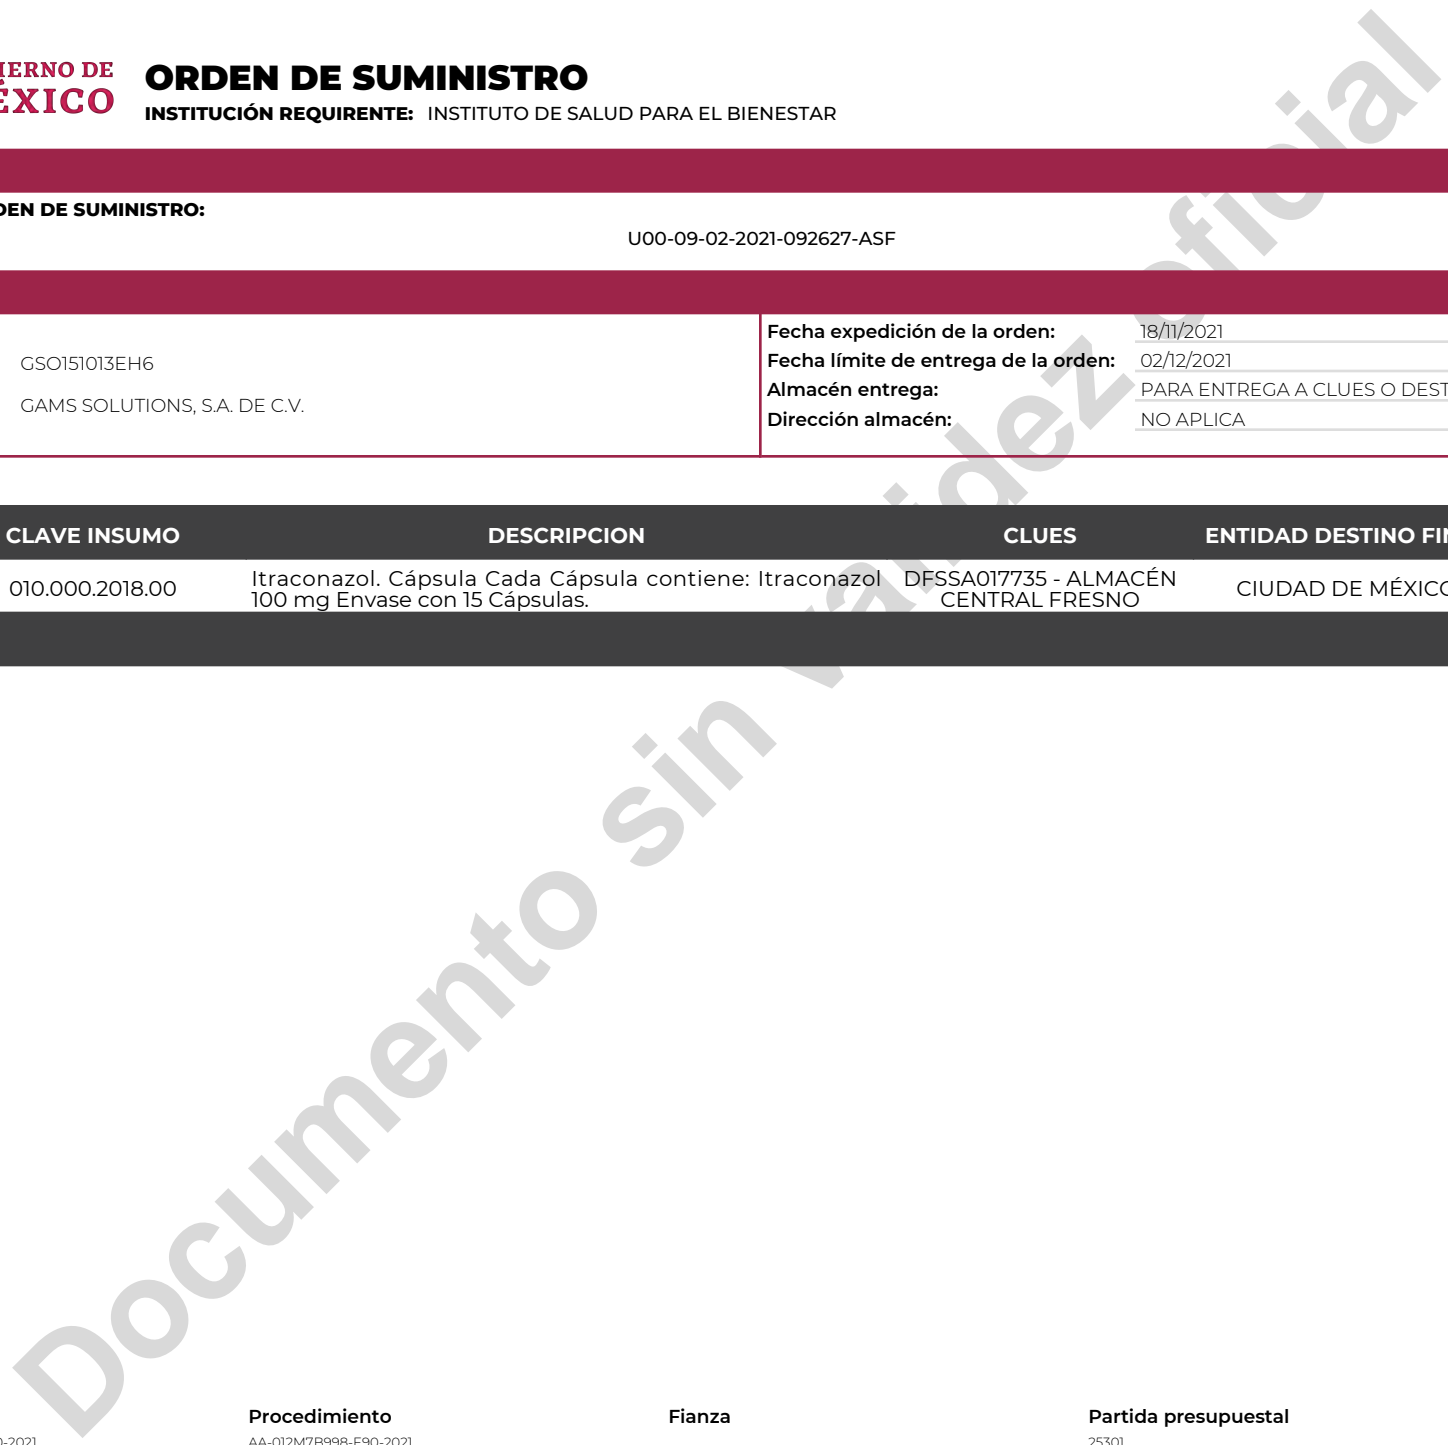 IERNO DE
ÉXICO
ORDEN DE SUMINISTRO
INSTITUCIÓN REQUIRENTE: INSTITUTO DE SALUD PARA EL BIENESTAR
DEN DE SUMINISTRO:
U00-09-02-2021-092627-ASF
GSO151013EH6
GAMS SOLUTIONS, S.A. DE C.V.
Fecha expedición de la orden: 18/11/2021
Fecha límite de entrega de la orden: 02/12/2021
Almacén entrega: PARA ENTREGA A CLUES O DEST
Dirección almacén: NO APLICA
CLAVE INSUMO DESCRIPCION CLUES ENTIDAD DESTINO FIN
010.000.2018.00
Itraconazol. Cápsula Cada Cápsula contiene: Itraconazol
100 mg Envase con 15 Cápsulas.
DFSSA017735 - ALMACÉN
CENTRAL FRESNO
CIUDAD DE MÉXICO
Documento sin validez oficial
Procedimiento Fianza Partida presupuestal
0-2021 AA-012M7B998-E90-2021 25301